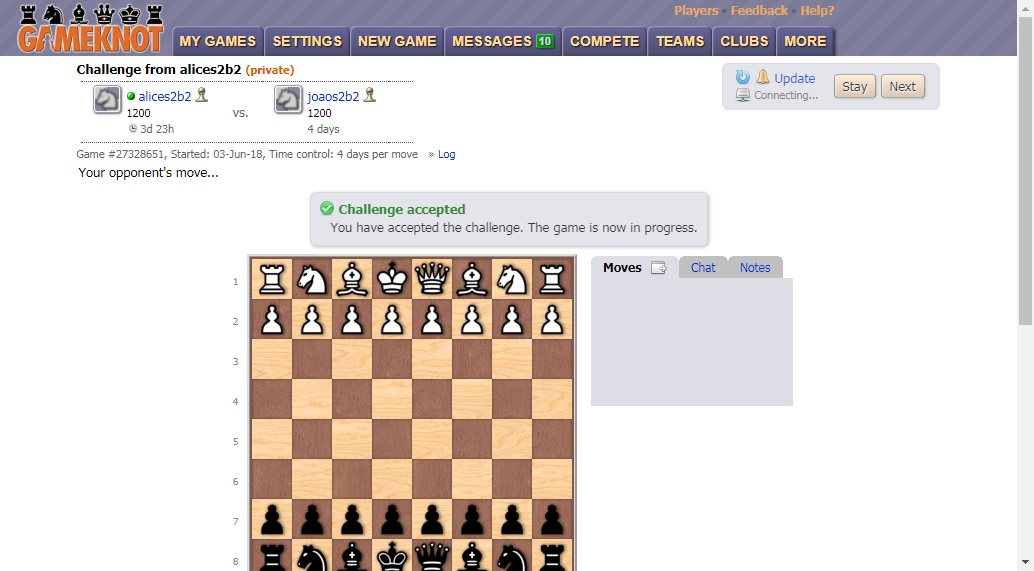 Players · Feedback · Help?
GAMEKNOT
MY GAMES SETTINGS NEW GAME MESSAGES 10 COMPETE TEAMS CLUBS MORE
Challenge from alices2b2 (private)
alices2b2
1200
3d 23h
vs.
joaos2b2
1200
4 days
Update
Connecting...
Stay
Next
Game #27328651, Started: 03-Jun-18, Time control: 4 days per move » Log
Your opponent's move...
Challenge accepted
You have accepted the challenge. The game is now in progress.
Moves Chat Notes
1
2
3
4
5
6
7
8